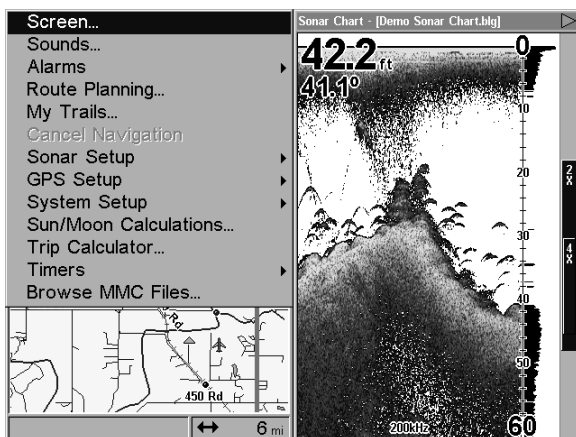 Screen...
Sounds...
Alarms
Route Planning...
My Trails...
Cancel Navigation
Sonar Setup
GPS Setup
System Setup
Sun/Moon Calculations...
Trip Calculator...
Timers
Browse MMC Files...
Rd
450 Rd
6 mi
Sonar Chart - [Demo Sonar Chart.blg]
42.2 ft
41.1°
0
10
20
30
40
50
60
200kHz
2X
4X